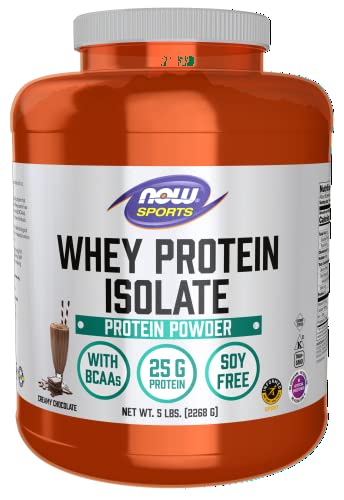 NOW
SPORTS
WHEY PROTEIN
ISOLATE
PROTEIN POWDER
WITH
BCAAs
25 G
PROTEIN
SOY
FREE
CREAMY CHOCOLATE
NET WT. 5 LBS. (2268 G)